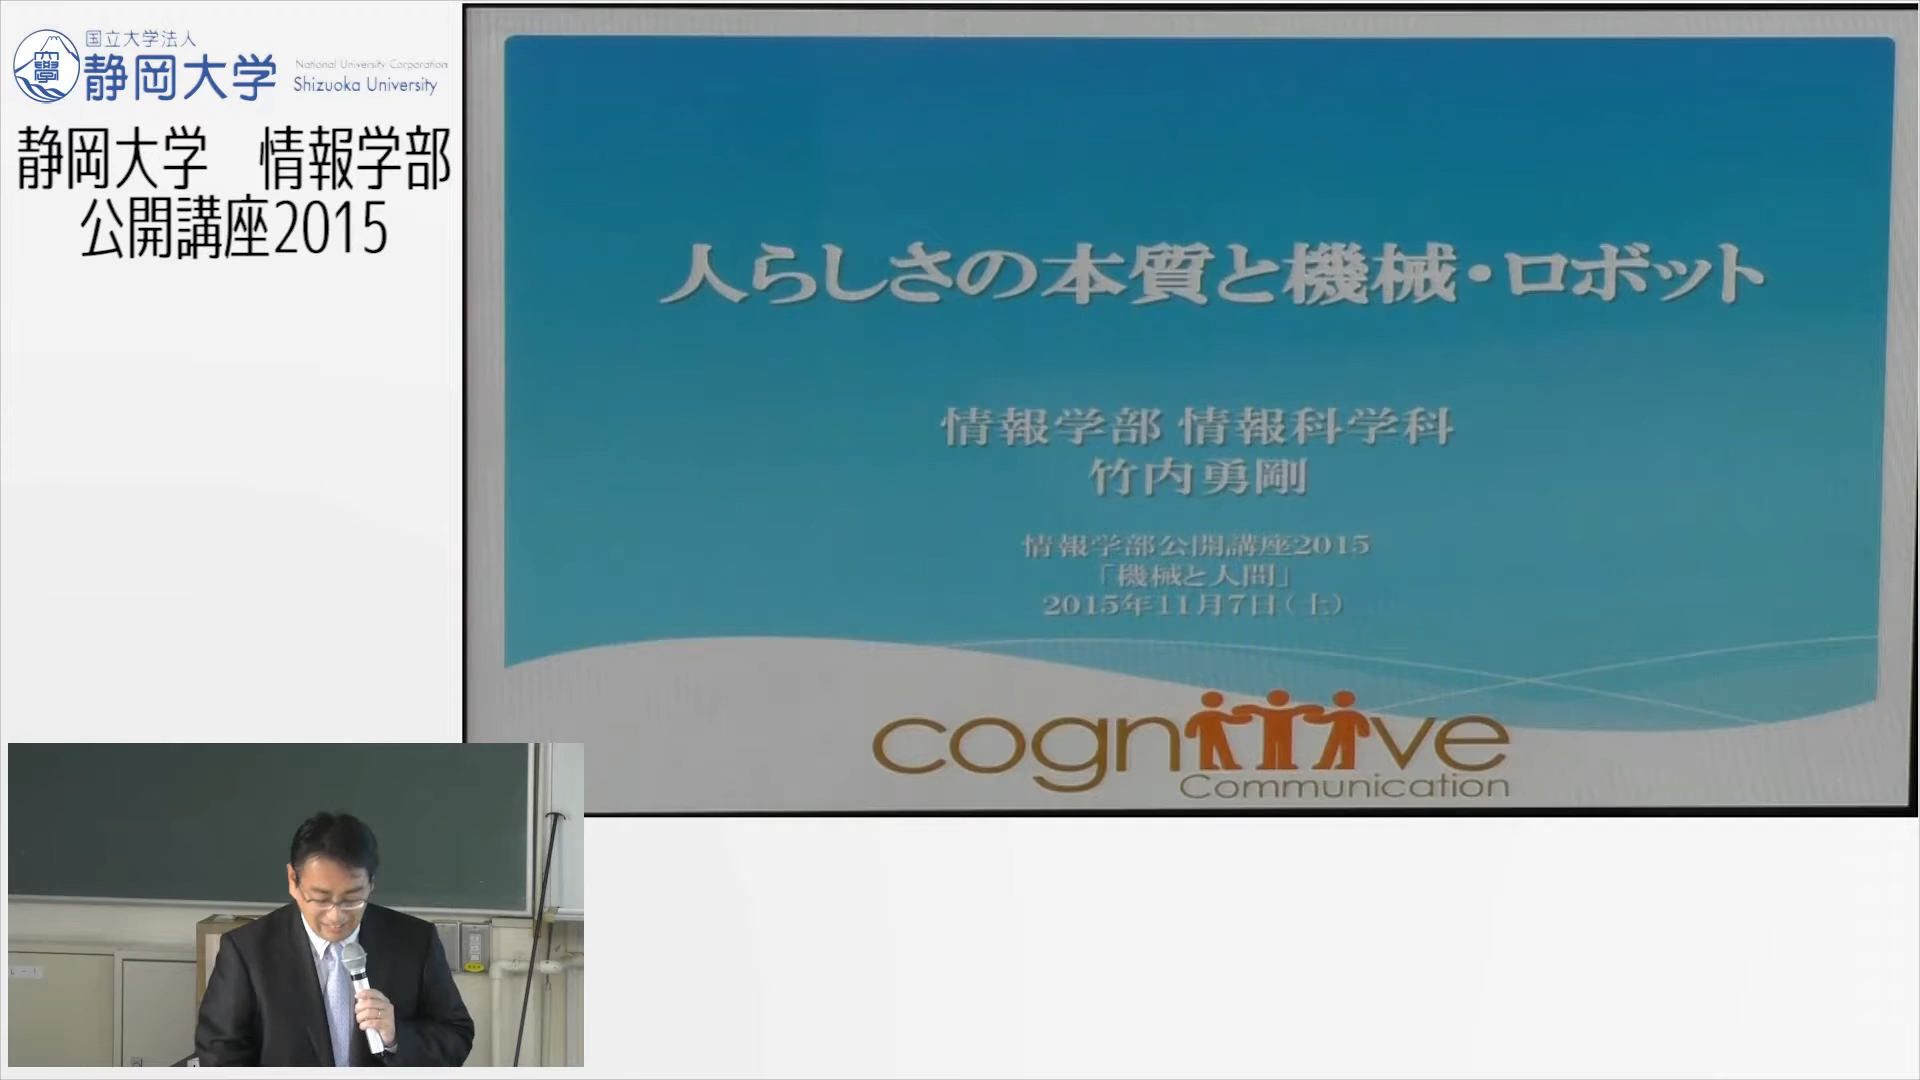 国立大学法人
静岡大学
National University Corporation
Shizuoka University
静岡大学　情報学部
公開講座2015
人らしさの本質と機械・ロボット
情報学部 情報科学科
竹内勇剛
情報学部公開講座2015
「機械と人間」
2015年11月7日（土）
cognitive
Communication